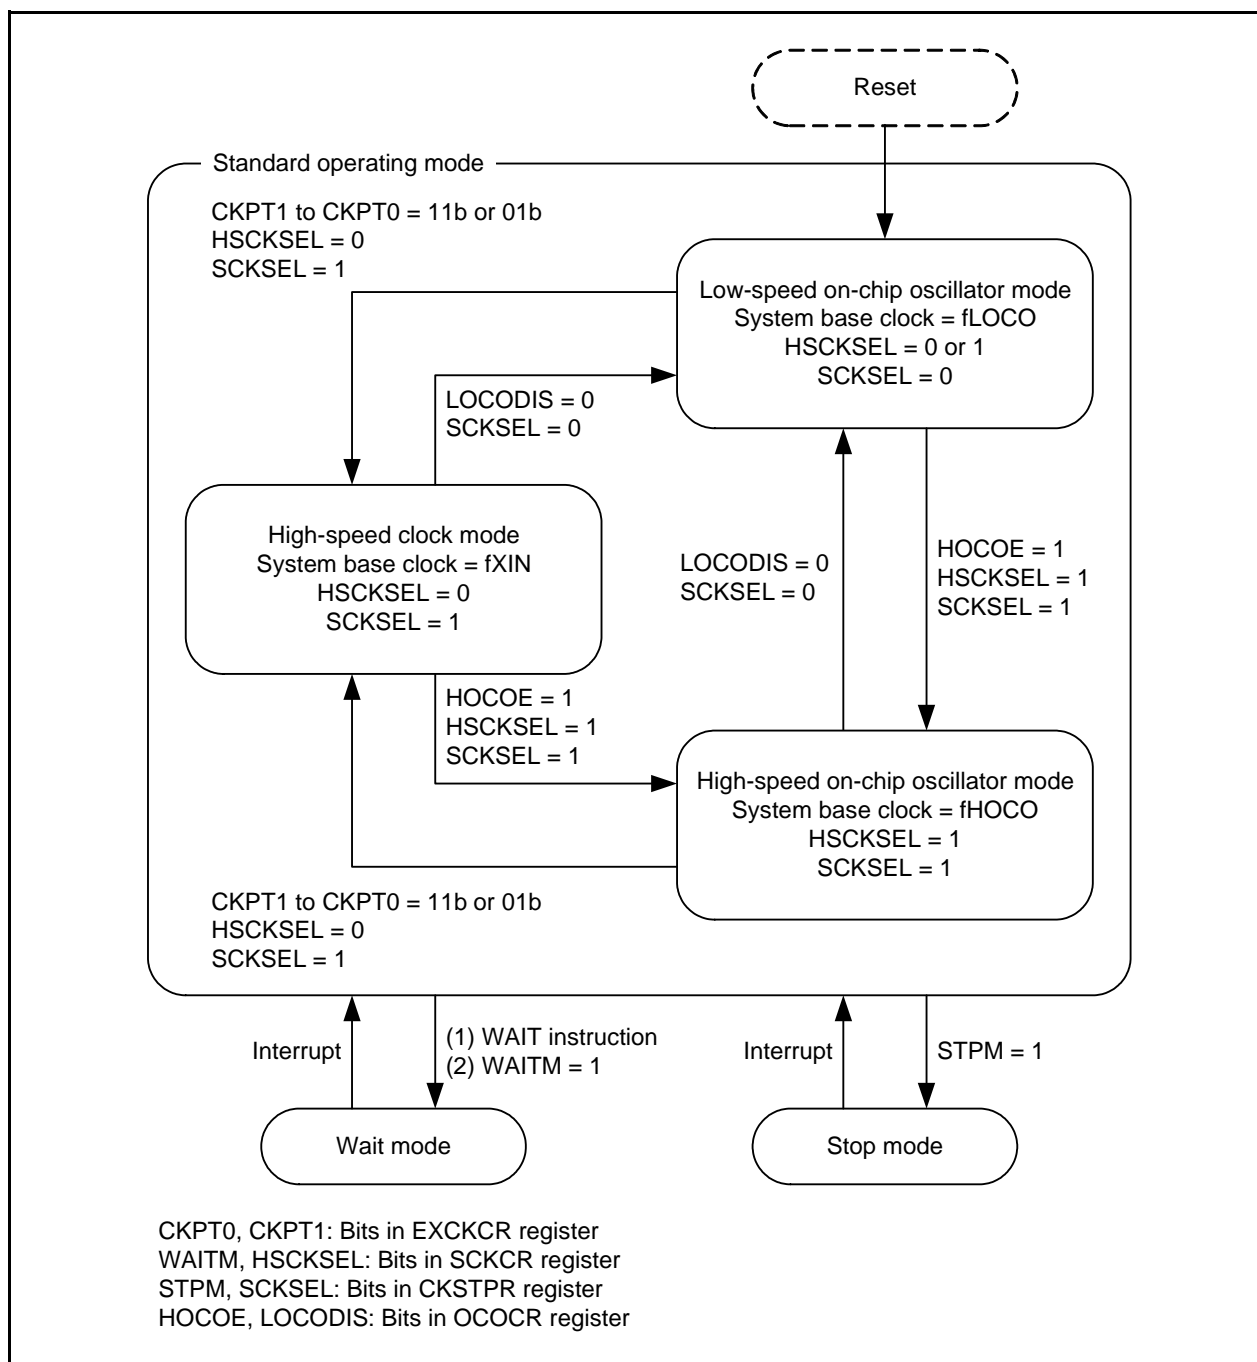 Reset
Standard operating mode
CKPT1 to CKPT0 = 11b or 01b
HSCKSEL = 0
SCKSEL = 1
Low-speed on-chip oscillator mode
System base clock = fLOCO
HSCKSEL = 0 or 1
SCKSEL = 0
LOCODIS = 0
SCKSEL = 0
High-speed clock mode
System base clock = fXIN
HSCKSEL = 0
SCKSEL = 1
LOCODIS = 0
SCKSEL = 0
HOCOE = 1
HSCKSEL = 1
SCKSEL = 1
HOCOE = 1
HSCKSEL = 1
SCKSEL = 1
High-speed on-chip oscillator mode
System base clock = fHOCO
HSCKSEL = 1
SCKSEL = 1
CKPT1 to CKPT0 = 11b or 01b
HSCKSEL = 0
SCKSEL = 1
Interrupt
(1) WAIT instruction
(2) WAITM = 1
Interrupt
STPM = 1
Wait mode
Stop mode
CKPT0, CKPT1: Bits in EXCKCR register
WAITM, HSCKSEL: Bits in SCKCR register
STPM, SCKSEL: Bits in CKSTPR register
HOCOE, LOCODIS: Bits in OCOCR register